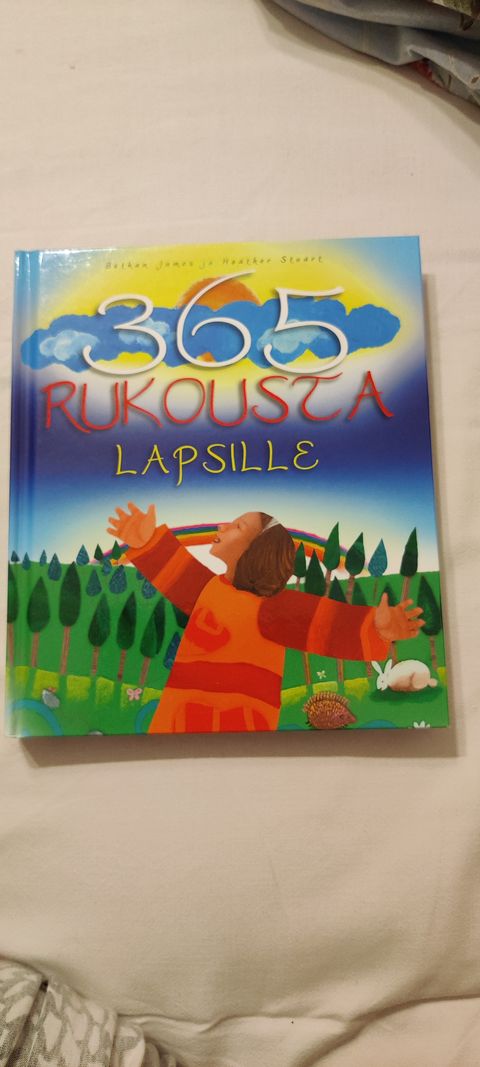 Bethan James ja Heather Stuart
365
RUKOUSTA
LAPSILLE